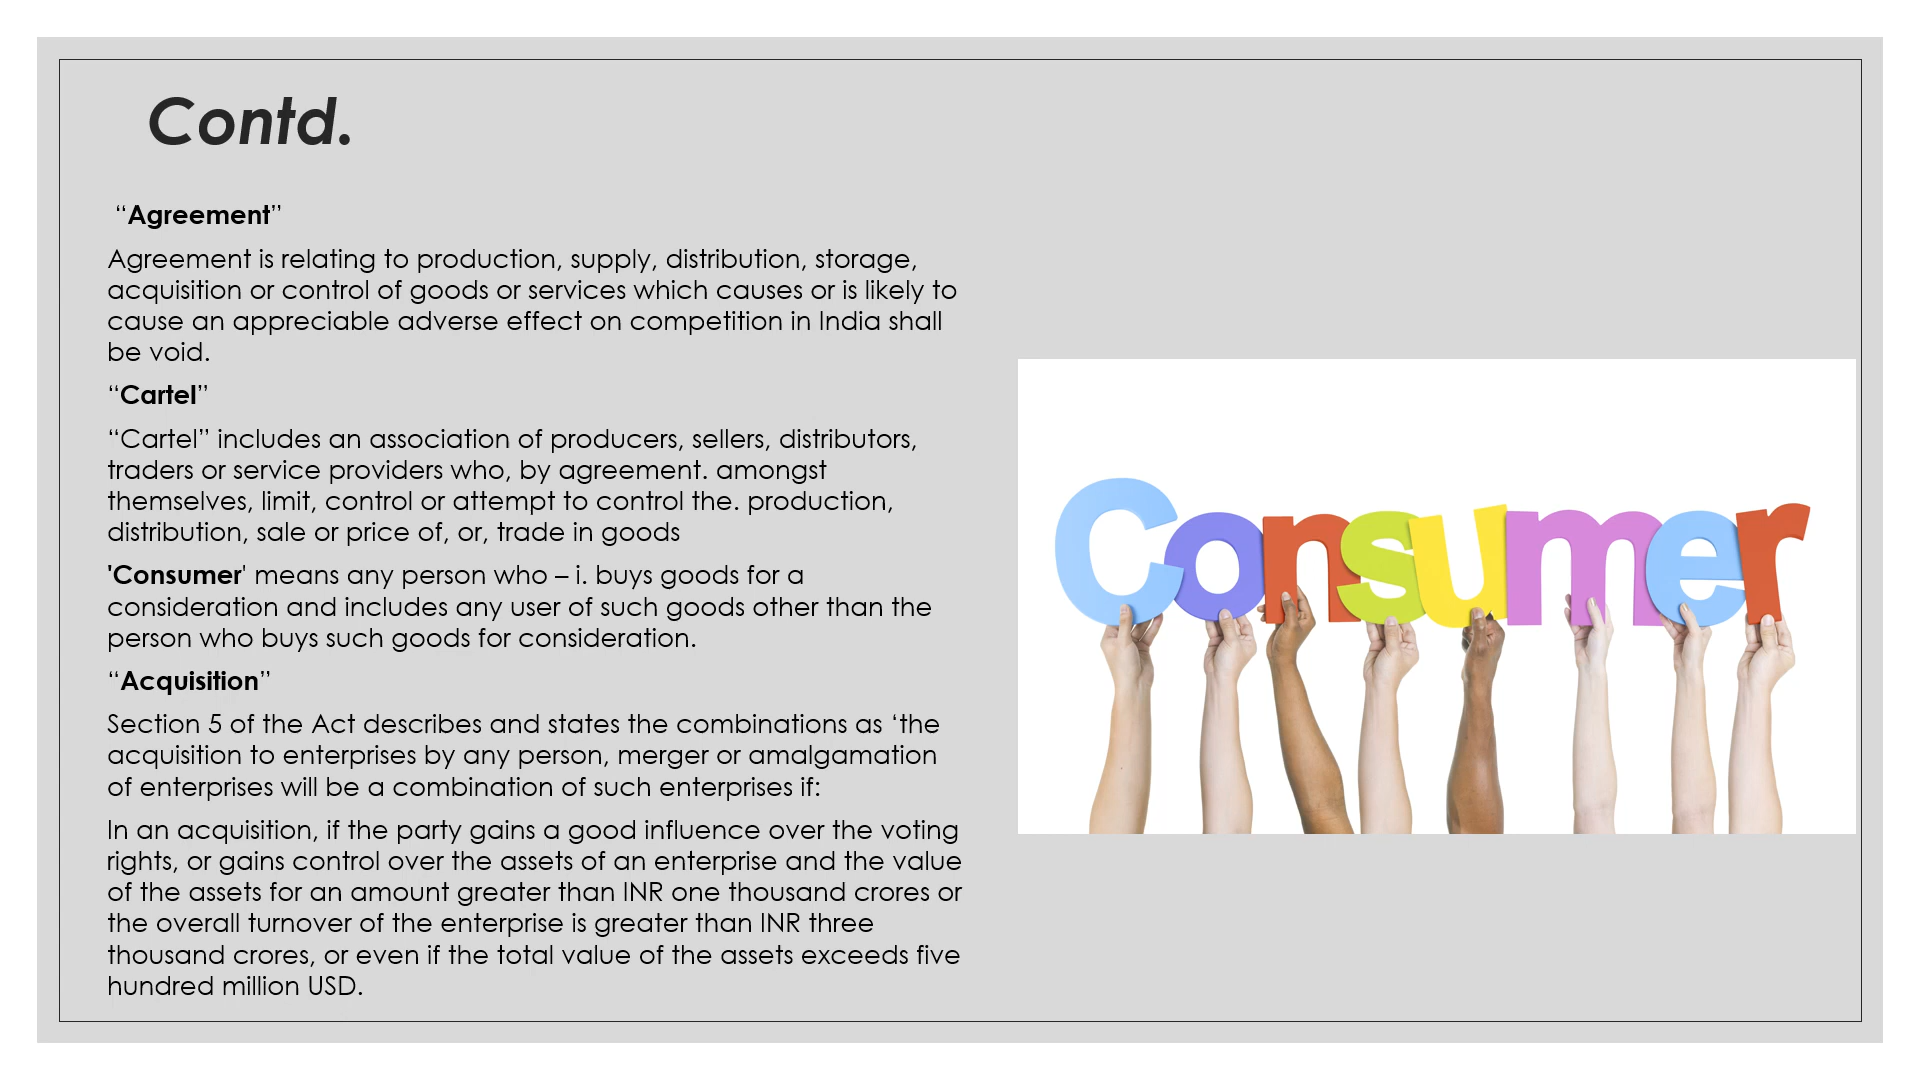 Contd.
“Agreement”
Agreement is relating to production, supply, distribution, storage,
acquisition or control of goods or services which causes or is likely to
cause an appreciable adverse effect on competition in India shall
be void.
“Cartel”
“Cartel” includes an association of producers, sellers, distributors,
traders or service providers who, by agreement. amongst
themselves, limit, control or attempt to control the. production,
distribution, sale or price of, or, trade in goods
'Consumer' means any person who – i. buys goods for a
consideration and includes any user of such goods other than the
person who buys such goods for consideration.
“Acquisition”
Section 5 of the Act describes and states the combinations as ‘the
acquisition to enterprises by any person, merger or amalgamation
of enterprises will be a combination of such enterprises if:
In an acquisition, if the party gains a good influence over the voting
rights, or gains control over the assets of an enterprise and the value
of the assets for an amount greater than INR one thousand crores or
the overall turnover of the enterprise is greater than INR three
thousand crores, or even if the total value of the assets exceeds five
hundred million USD.
Consumer